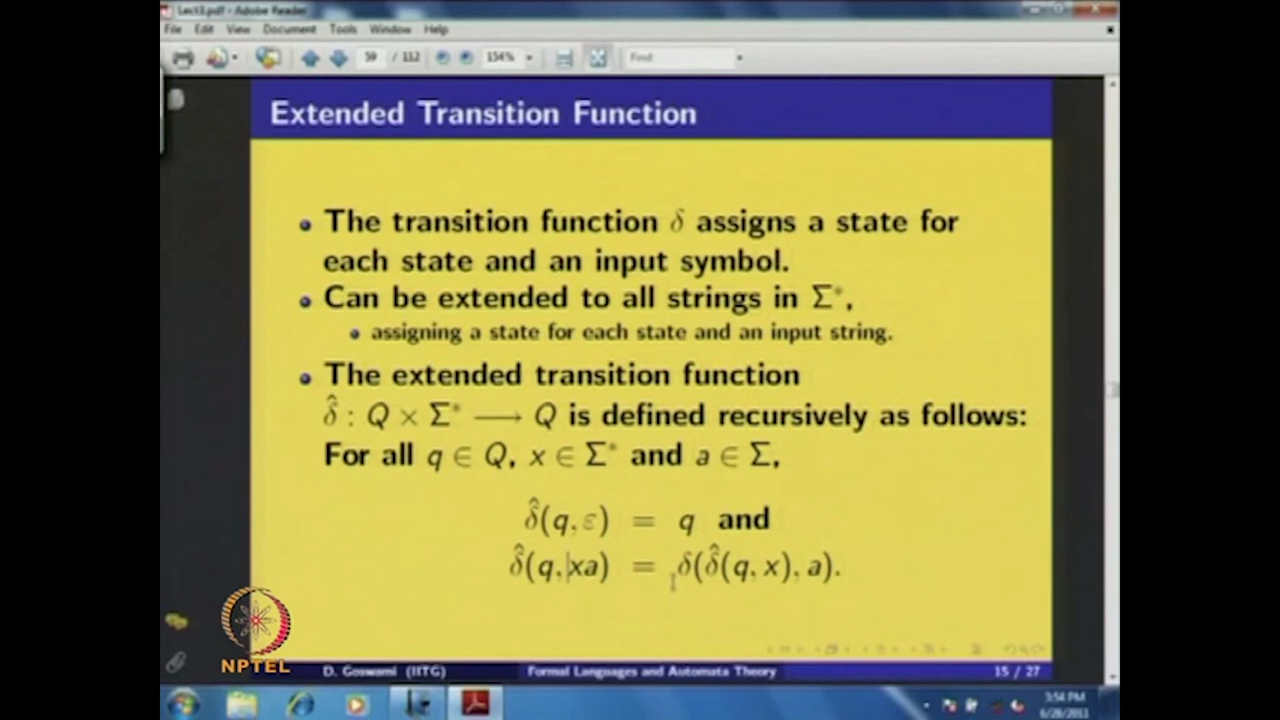 Lect3.pdf - Adobe Reader
File Edit View Document Tools Window Help
59 / 112 154% Find
Extended Transition Function
The transition function δ assigns a state for
each state and an input symbol.
Can be extended to all strings in Σ*,
assigning a state for each state and an input string.
The extended transition function
δ̂ : Q × Σ* ⟶ Q is defined recursively as follows:
For all q ∈ Q, x ∈ Σ* and a ∈ Σ,
δ̂(q, ε) = q and
δ̂(q, xa) = δ(δ̂(q, x), a).
NPTEL
D. Goswami (IITG) Formal Languages and Automata Theory 15 / 27
3:54 PM
6/28/2011